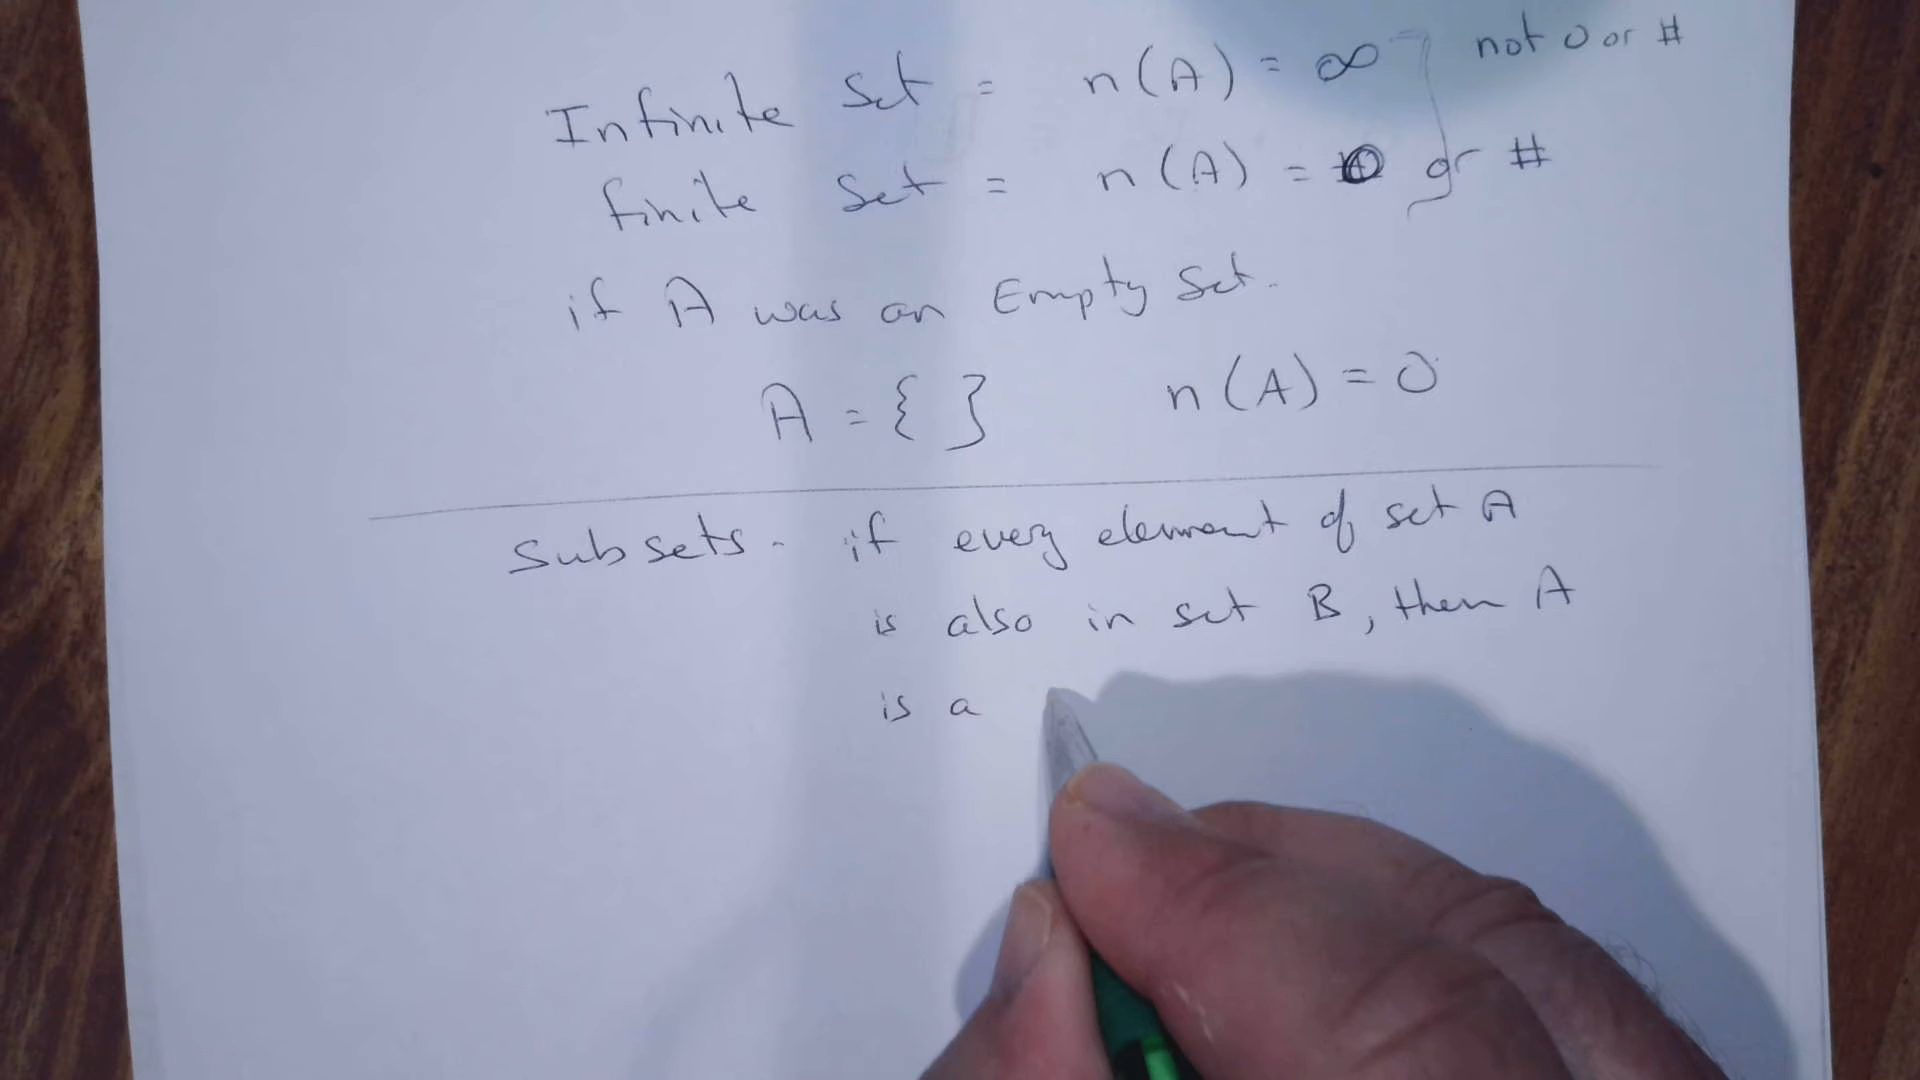 Infinite Set = n(A) = ∞ not 0 or #
finite Set = n(A) = 0 or #
if A was an Empty Set.
A = { } n(A) = 0
Subsets - if every element of set A
is also in set B, then A
is a